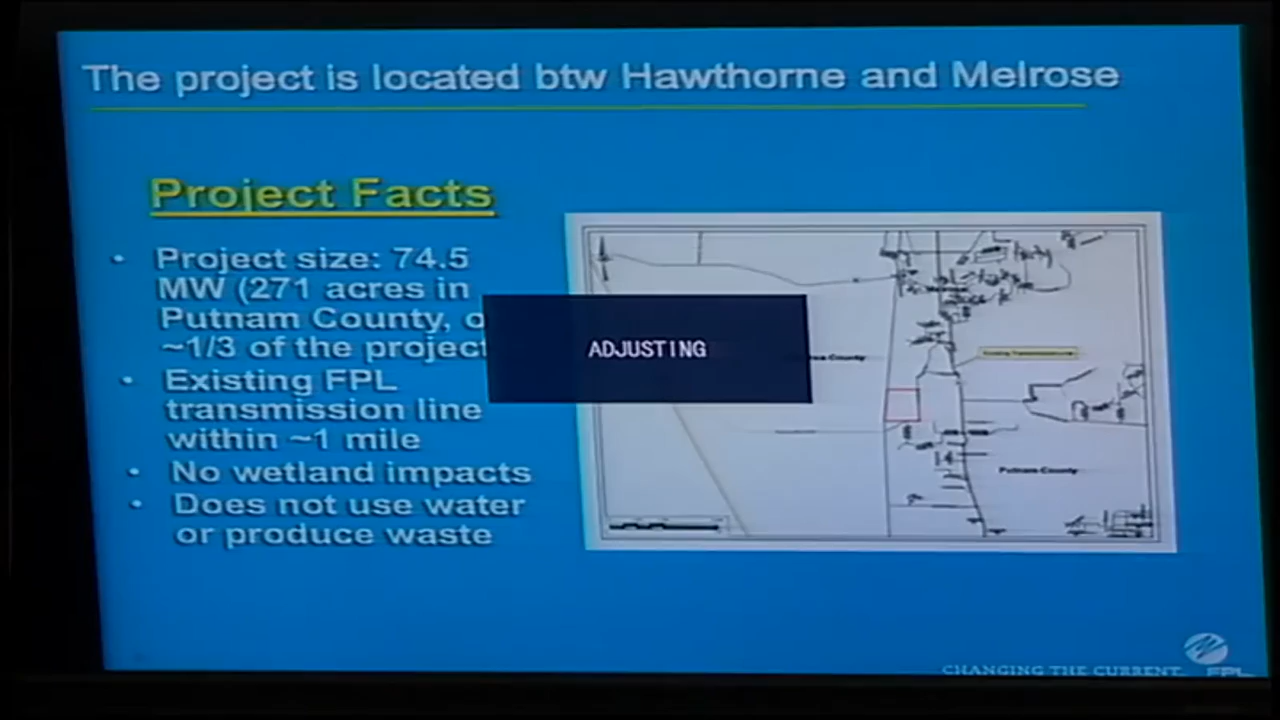 The project is located btw Hawthorne and Melrose
Project Facts
• Project size: 74.5
MW (271 acres in
Putnam County, o
~1/3 of the project
• Existing FPL
transmission line
within ~1 mile
• No wetland impacts
• Does not use water
or produce waste
ADJUSTING
County
Putnam County
CHANGING THE CURRENT.
FPL